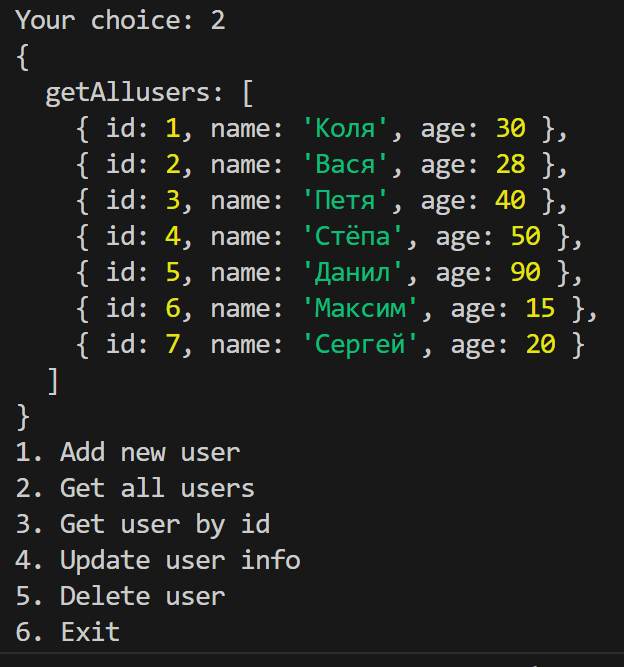 Your choice: 2
{
  getAllusers: [
    { id: 1, name: 'Коля', age: 30 },
    { id: 2, name: 'Вася', age: 28 },
    { id: 3, name: 'Петя', age: 40 },
    { id: 4, name: 'Стёпа', age: 50 },
    { id: 5, name: 'Данил', age: 90 },
    { id: 6, name: 'Максим', age: 15 },
    { id: 7, name: 'Сергей', age: 20 }
  ]
}
1. Add new user
2. Get all users
3. Get user by id
4. Update user info
5. Delete user
6. Exit